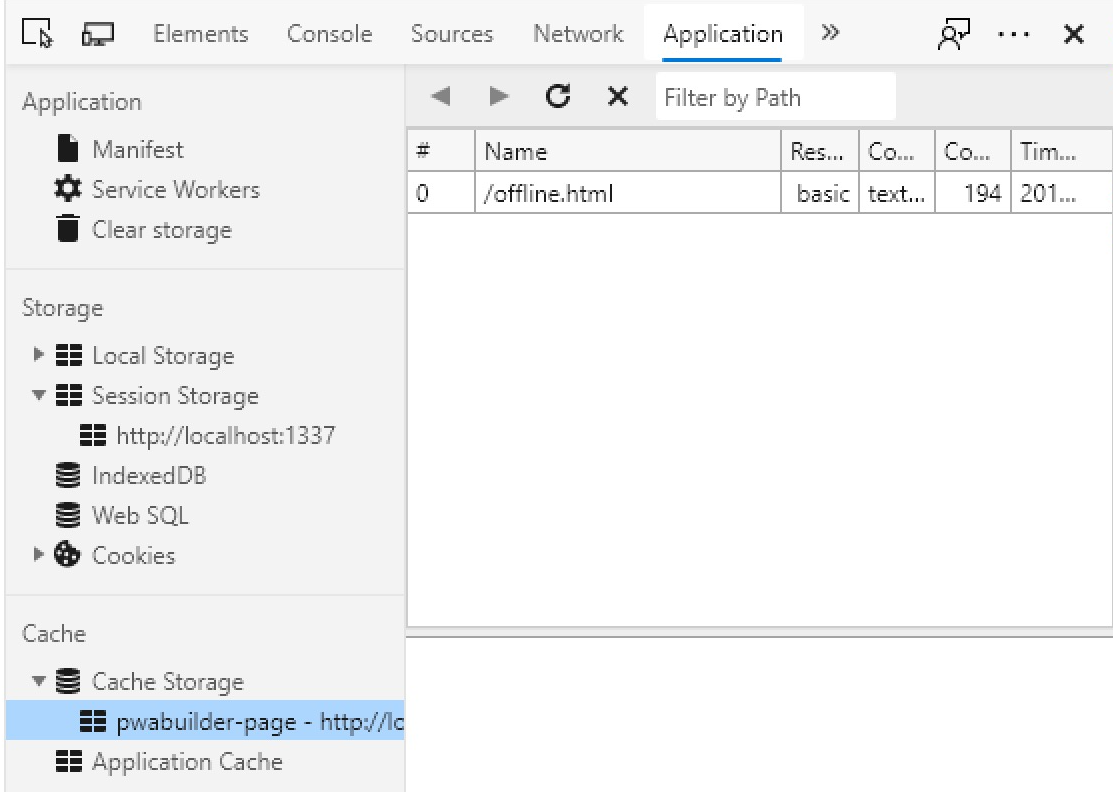 Elements Console Sources Network Application
Filter by Path
Application
Manifest
Service Workers
Clear storage
Storage
Local Storage
Session Storage
http://localhost:1337
IndexedDB
Web SQL
Cookies
Cache
Cache Storage
pwabuilder-page - http://lo
Application Cache
# Name Res... Co... Co... Tim...
0 /offline.html basic text... 194 201...